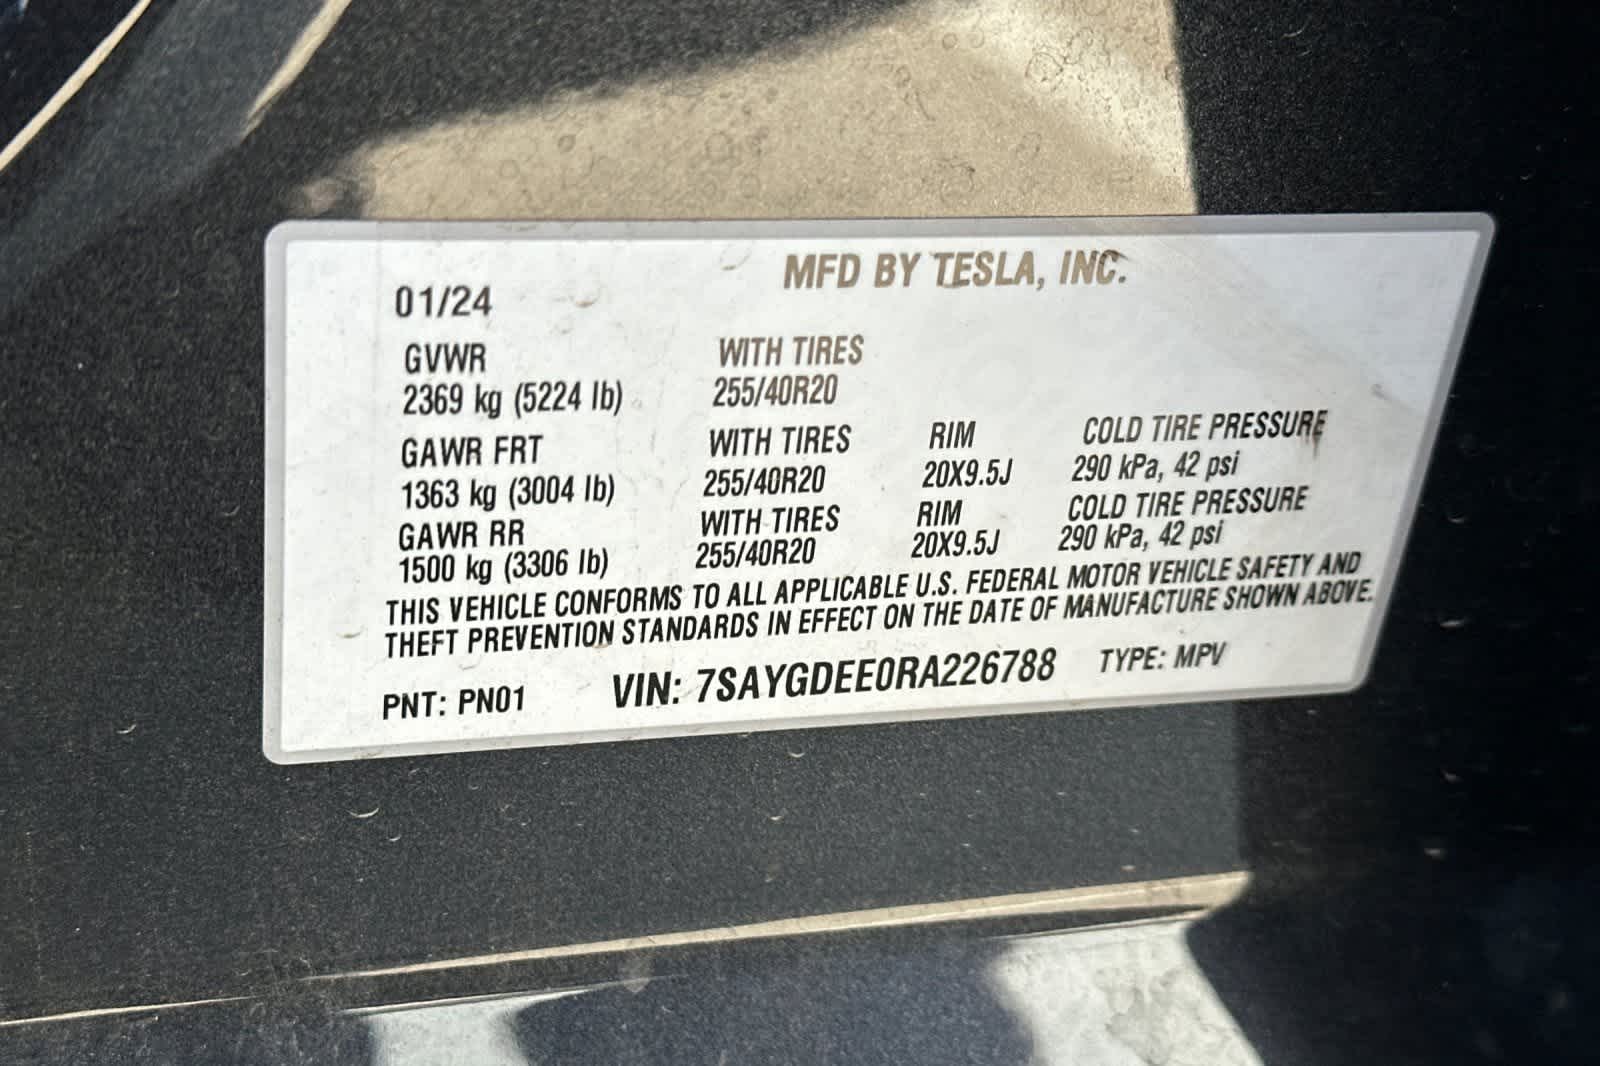 MFD BY TESLA, INC.
01/24
GVWR WITH TIRES
2369 kg (5224 lb) 255/40R20
GAWR FRT WITH TIRES RIM COLD TIRE PRESSURE
1363 kg (3004 lb) 255/40R20 20X9.5J 290 kPa, 42 psi
GAWR RR WITH TIRES RIM COLD TIRE PRESSURE
1500 kg (3306 lb) 255/40R20 20X9.5J 290 kPa, 42 psi
THIS VEHICLE CONFORMS TO ALL APPLICABLE U.S. FEDERAL MOTOR VEHICLE SAFETY AND
THEFT PREVENTION STANDARDS IN EFFECT ON THE DATE OF MANUFACTURE SHOWN ABOVE.
PNT: PN01 VIN: 7SAYGDEE0RA226788 TYPE: MPV